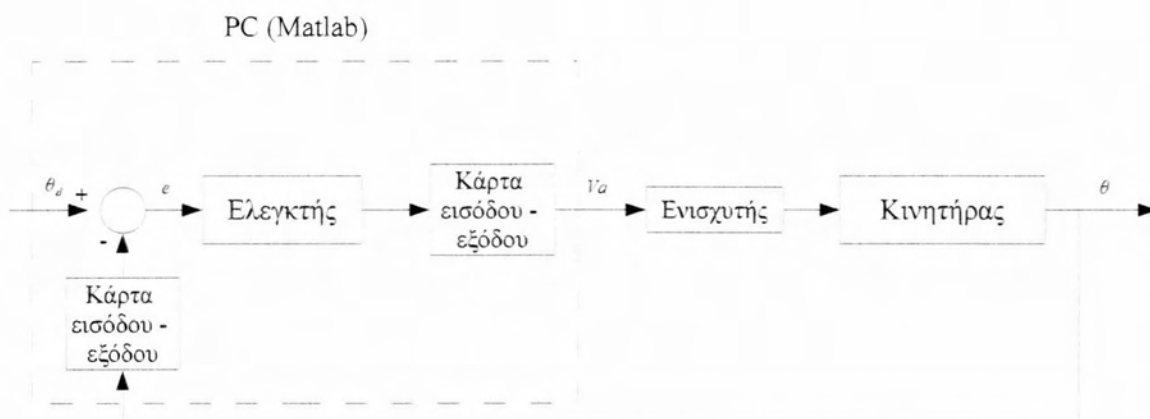 PC (Matlab)
θd
+
e
-
Ελεγκτής
Κάρτα
εισόδου -
εξόδου
Va
Ενισχυτής
Κινητήρας
θ
Κάρτα
εισόδου -
εξόδου